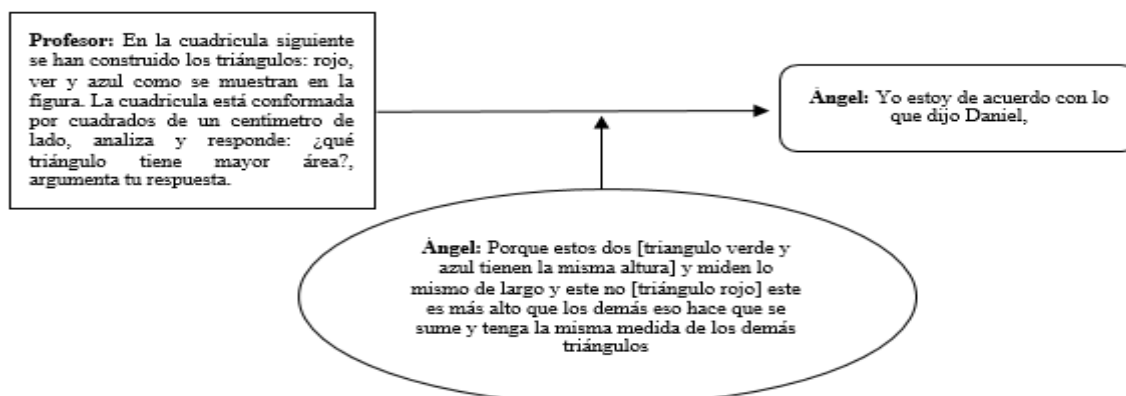 Profesor: En la cuadricula siguiente
se han construido los triángulos: rojo,
ver y azul como se muestran en la
figura. La cuadricula está conformada
por cuadrados de un centímetro de
lado, analiza y responde: ¿qué
triángulo tiene mayor área?,
argumenta tu respuesta.
Ángel: Yo estoy de acuerdo con lo
que dijo Daniel,
Ángel: Porque estos dos [triangulo verde y
azul tienen la misma altura] y miden lo
mismo de largo y este no [triángulo rojo] este
es más alto que los demás eso hace que se
sume y tenga la misma medida de los demás
triángulos